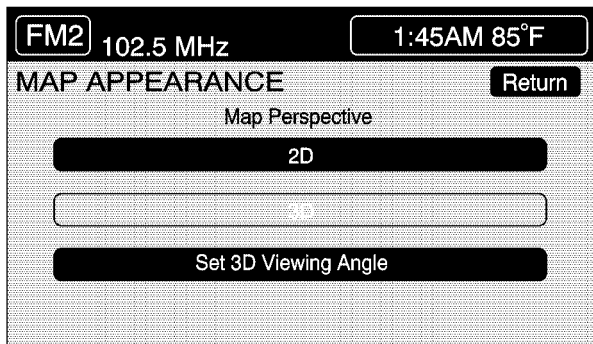 FM2 102.5 MHz 1:45AM 85°F
MAP APPEARANCE Return
Map Perspective
2D
3D
Set 3D Viewing Angle